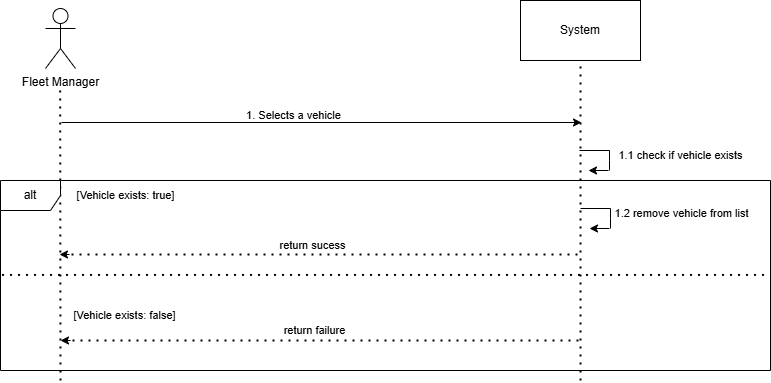 System
Fleet Manager
1. Selects a vehicle
1.1 check if vehicle exists
alt
[Vehicle exists: true]
1.2 remove vehicle from list
return sucess
[Vehicle exists: false]
return failure